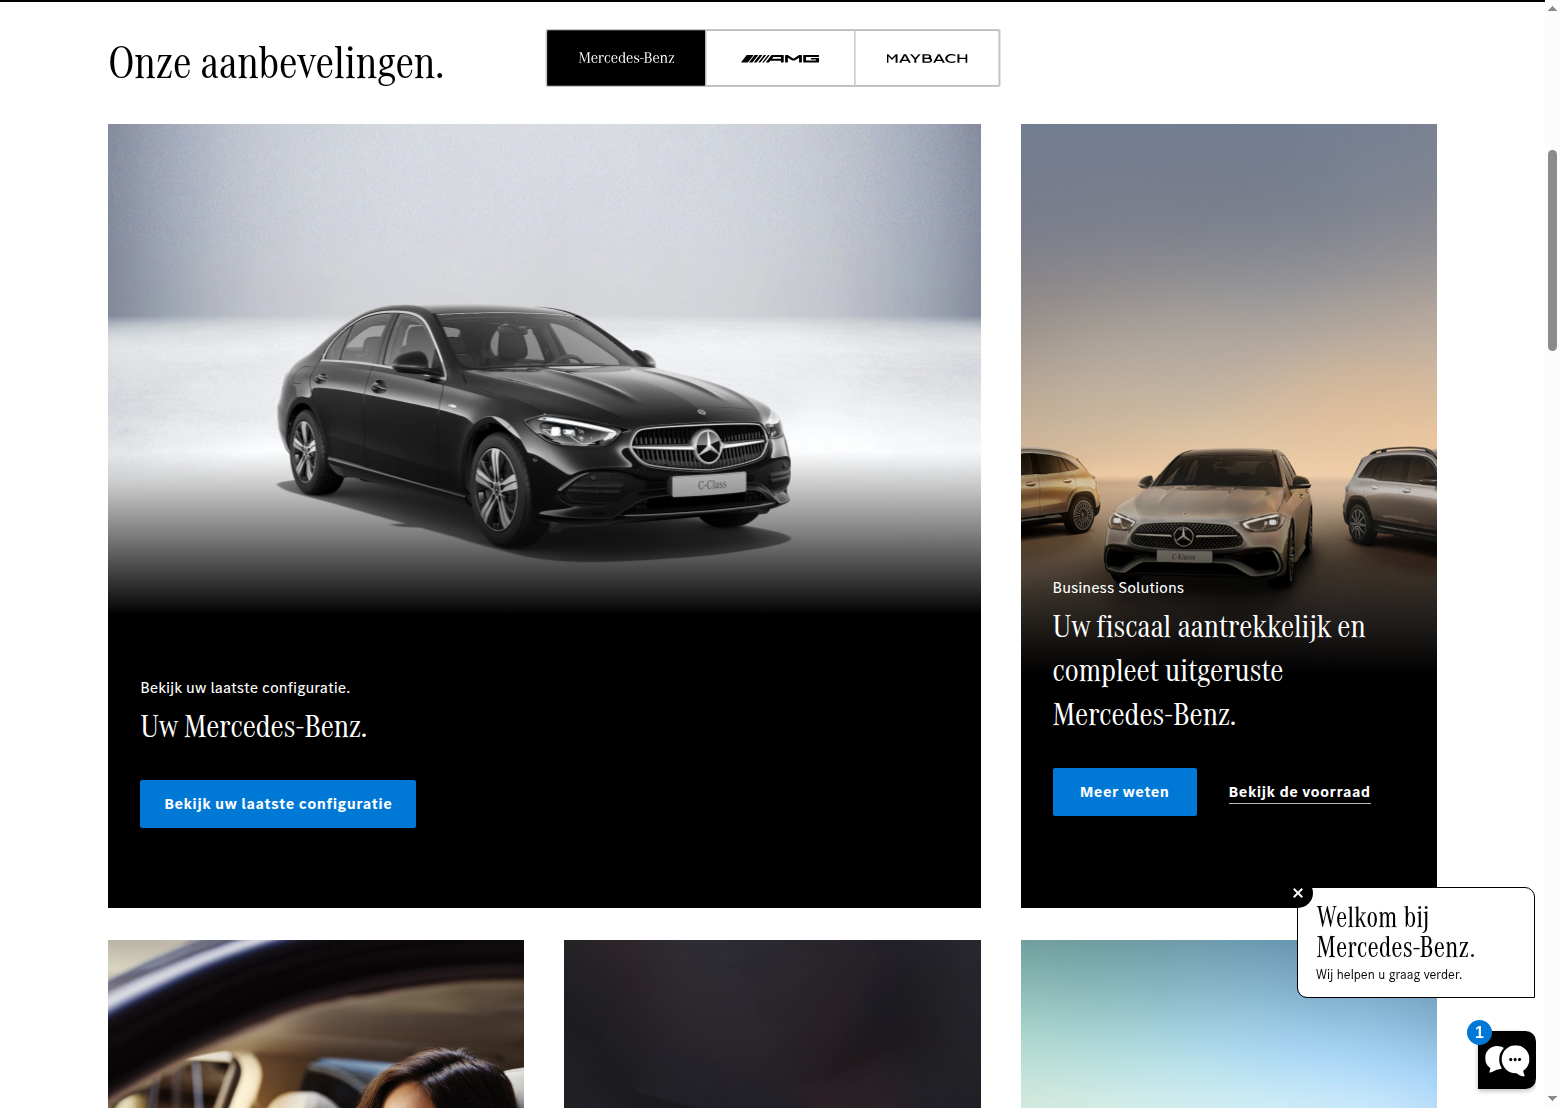 Onze aanbevelingen.
Mercedes-Benz
AMG
MAYBACH
C-Class
Bekijk uw laatste configuratie.
Uw Mercedes-Benz.
Bekijk uw laatste configuratie
C-Klasse
Business Solutions
Uw fiscaal aantrekkelijk en
compleet uitgeruste
Mercedes-Benz.
Meer weten
Bekijk de voorraad
Welkom bij
Mercedes-Benz.
Wij helpen u graag verder.
1